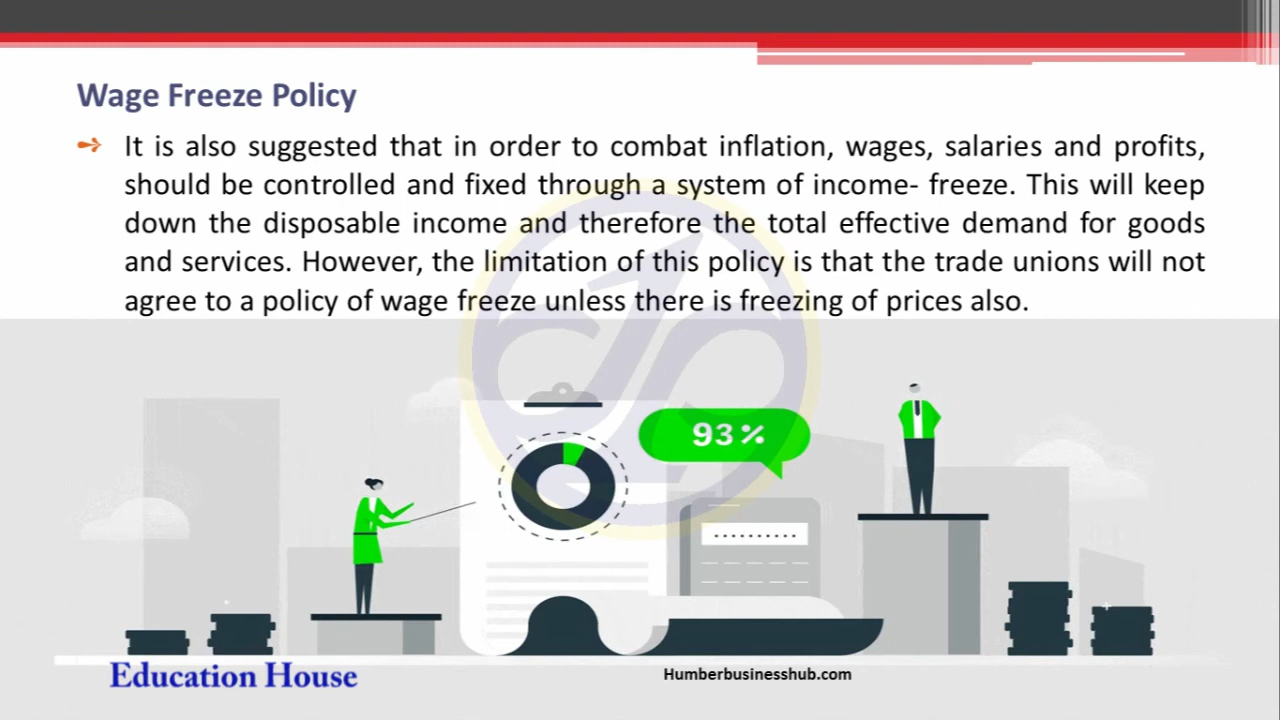 Wage Freeze Policy
It is also suggested that in order to combat inflation, wages, salaries and profits,
should be controlled and fixed through a system of income- freeze. This will keep
down the disposable income and therefore the total effective demand for goods
and services. However, the limitation of this policy is that the trade unions will not
agree to a policy of wage freeze unless there is freezing of prices also.
93%
Education House
Humberbusinesshub.com